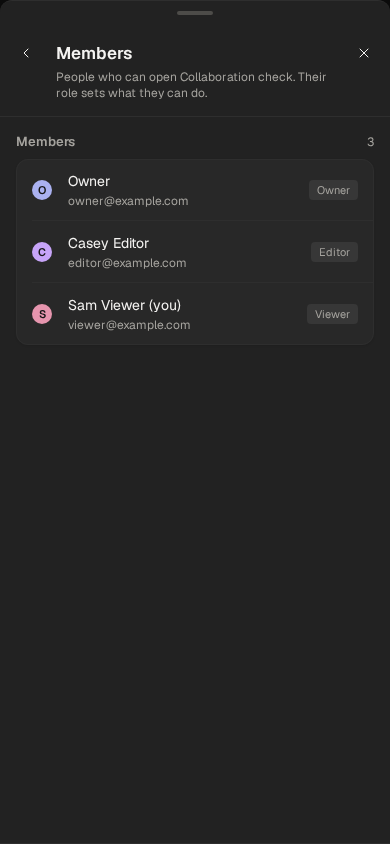 Members
People who can open Collaboration check. Their
role sets what they can do.
Members 3
O Owner Owner
owner@example.com
C Casey Editor Editor
editor@example.com
S Sam Viewer (you) Viewer
viewer@example.com